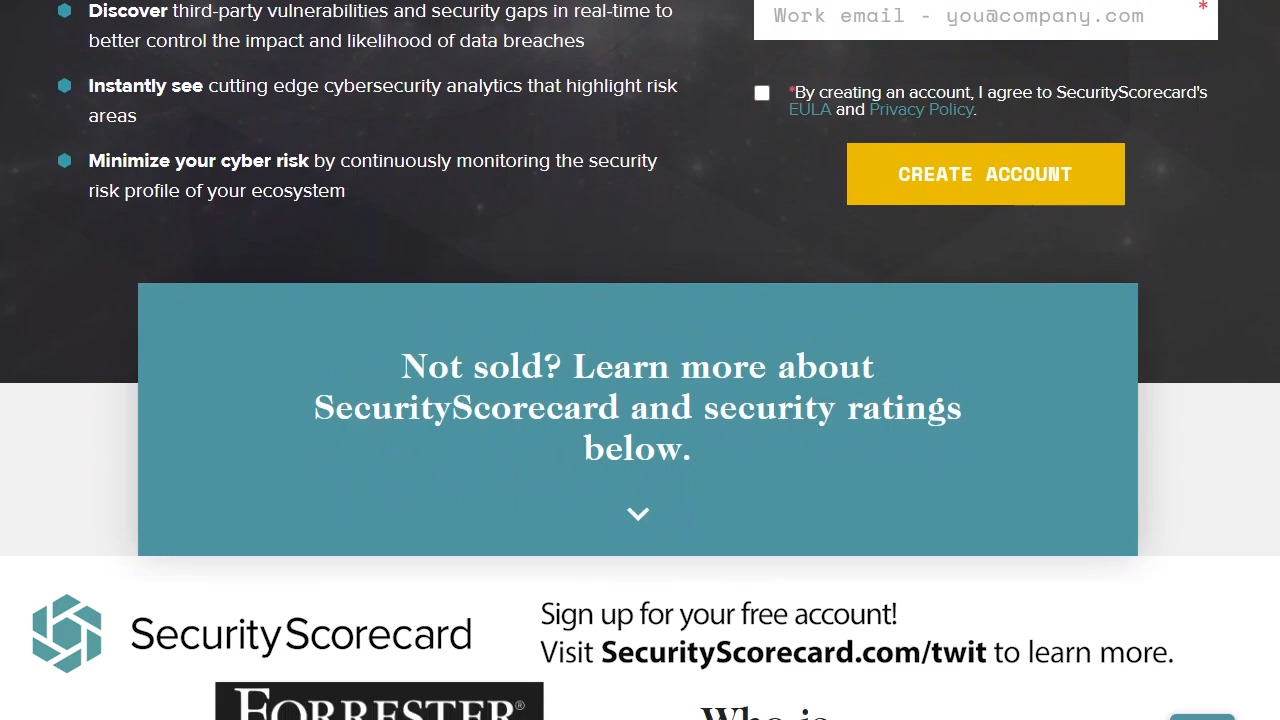 Discover third-party vulnerabilities and security gaps in real-time to
better control the impact and likelihood of data breaches
Instantly see cutting edge cybersecurity analytics that highlight risk
areas
Minimize your cyber risk by continuously monitoring the security
risk profile of your ecosystem
Work email - you@company.com *
*By creating an account, I agree to SecurityScorecard's
EULA and Privacy Policy.
CREATE ACCOUNT
Not sold? Learn more about
SecurityScorecard and security ratings
below.
SecurityScorecard
Sign up for your free account!
Visit SecurityScorecard.com/twit to learn more.
FORRESTER®
Who is